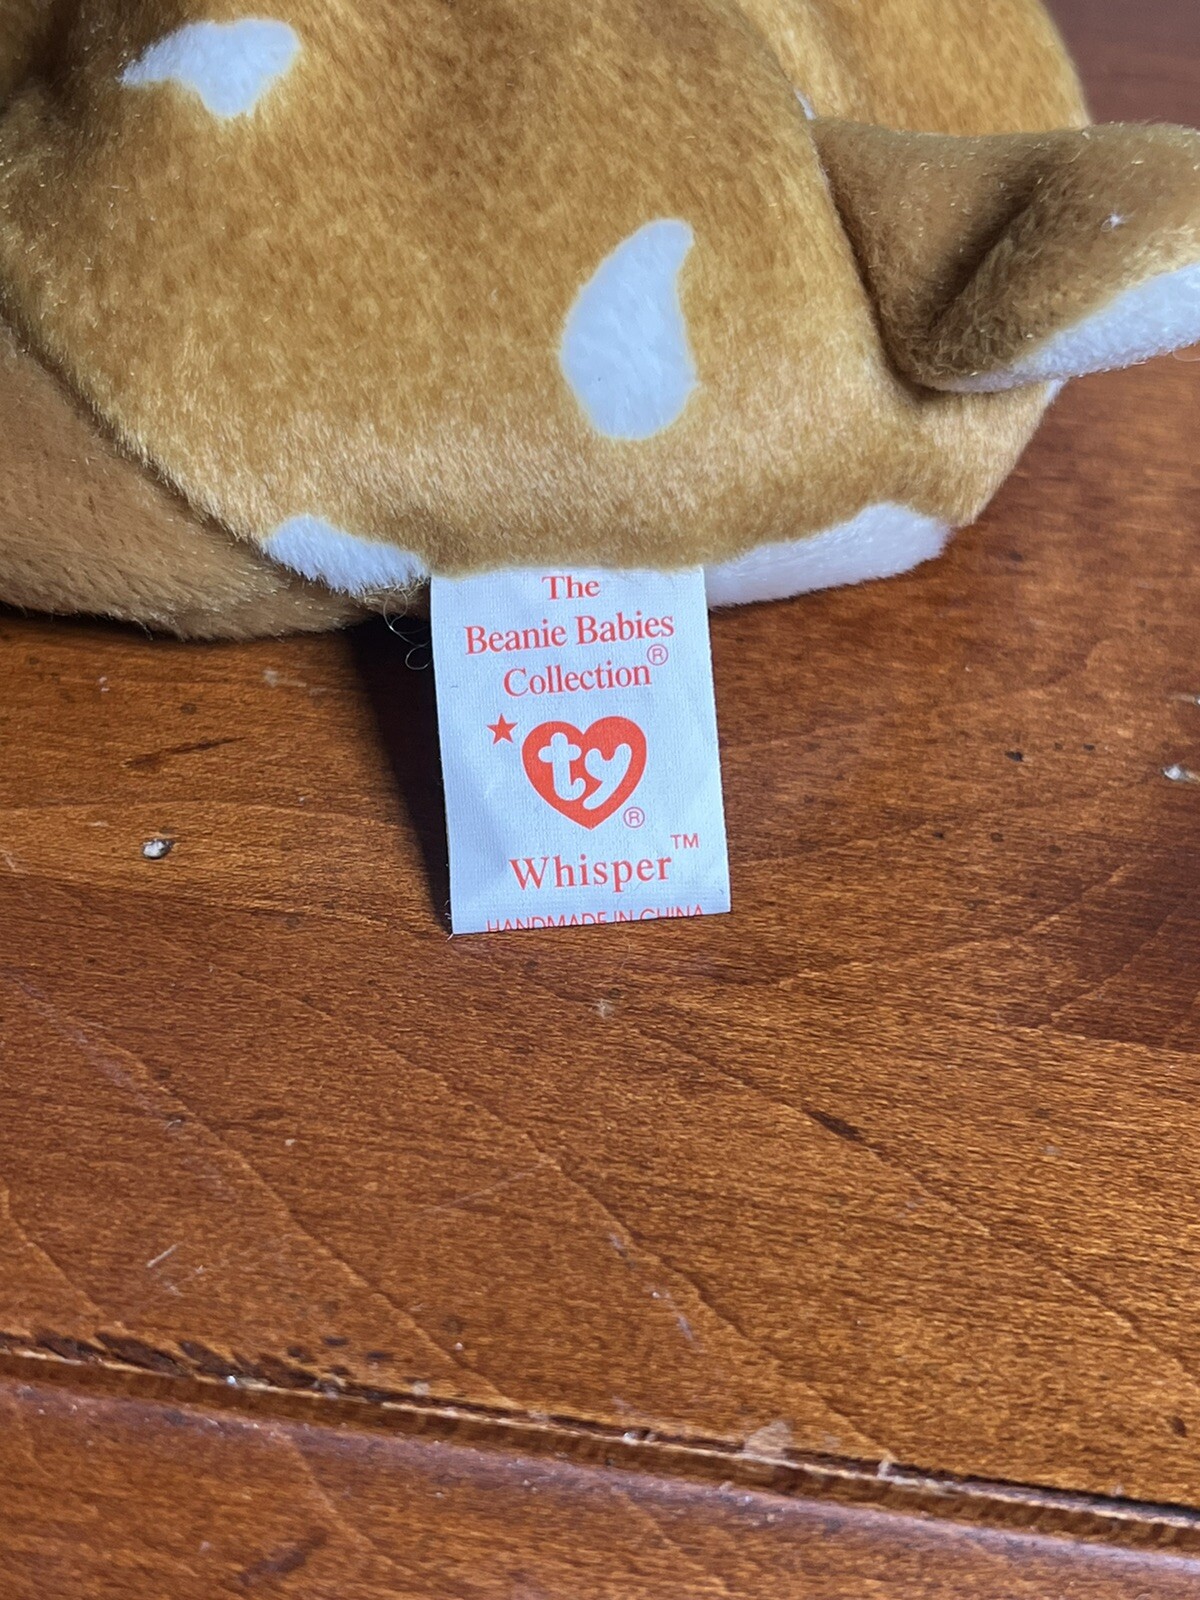 The
Beanie Babies
Collection®
★ ty®
Whisper™
HANDMADE IN CHINA